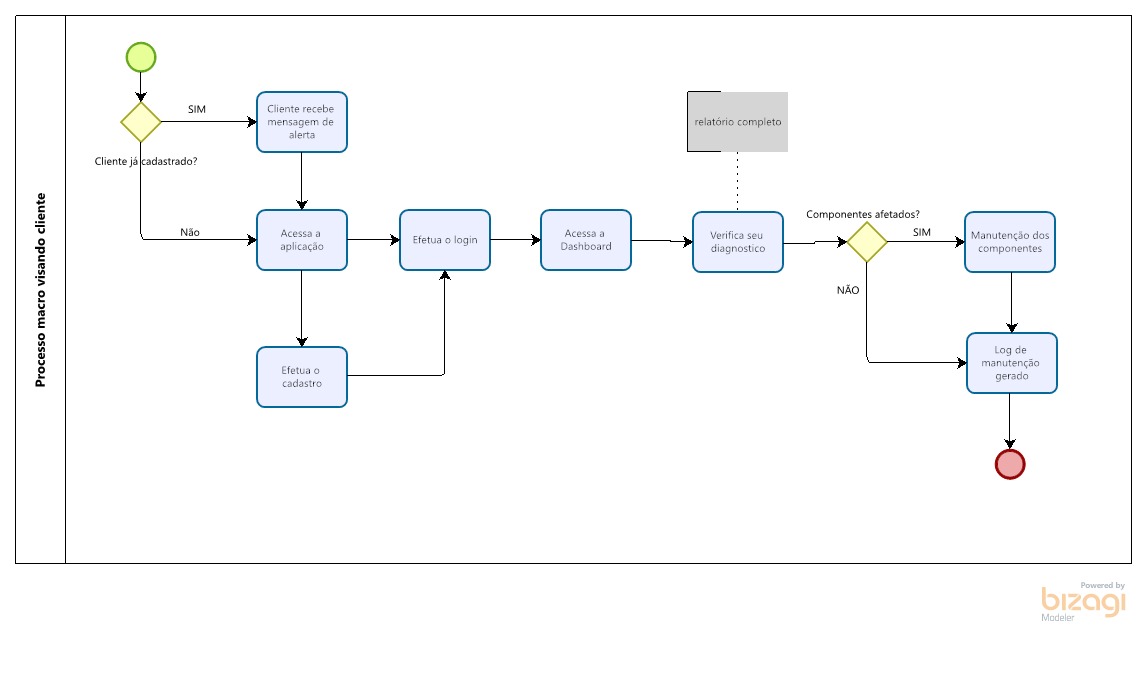 Processo macro visando cliente
SIM
Cliente recebe
mensagem de
alerta
Cliente já cadastrado?
Não
Acessa a
aplicação
Efetua o login
Acessa a
Dashboard
relatório completo
Verifica seu
diagnostico
Componentes afetados?
SIM
Manutenção dos
componentes
NÃO
Efetua o
cadastro
Log de
manutenção
gerado
Powered by
bizagi
Modeler